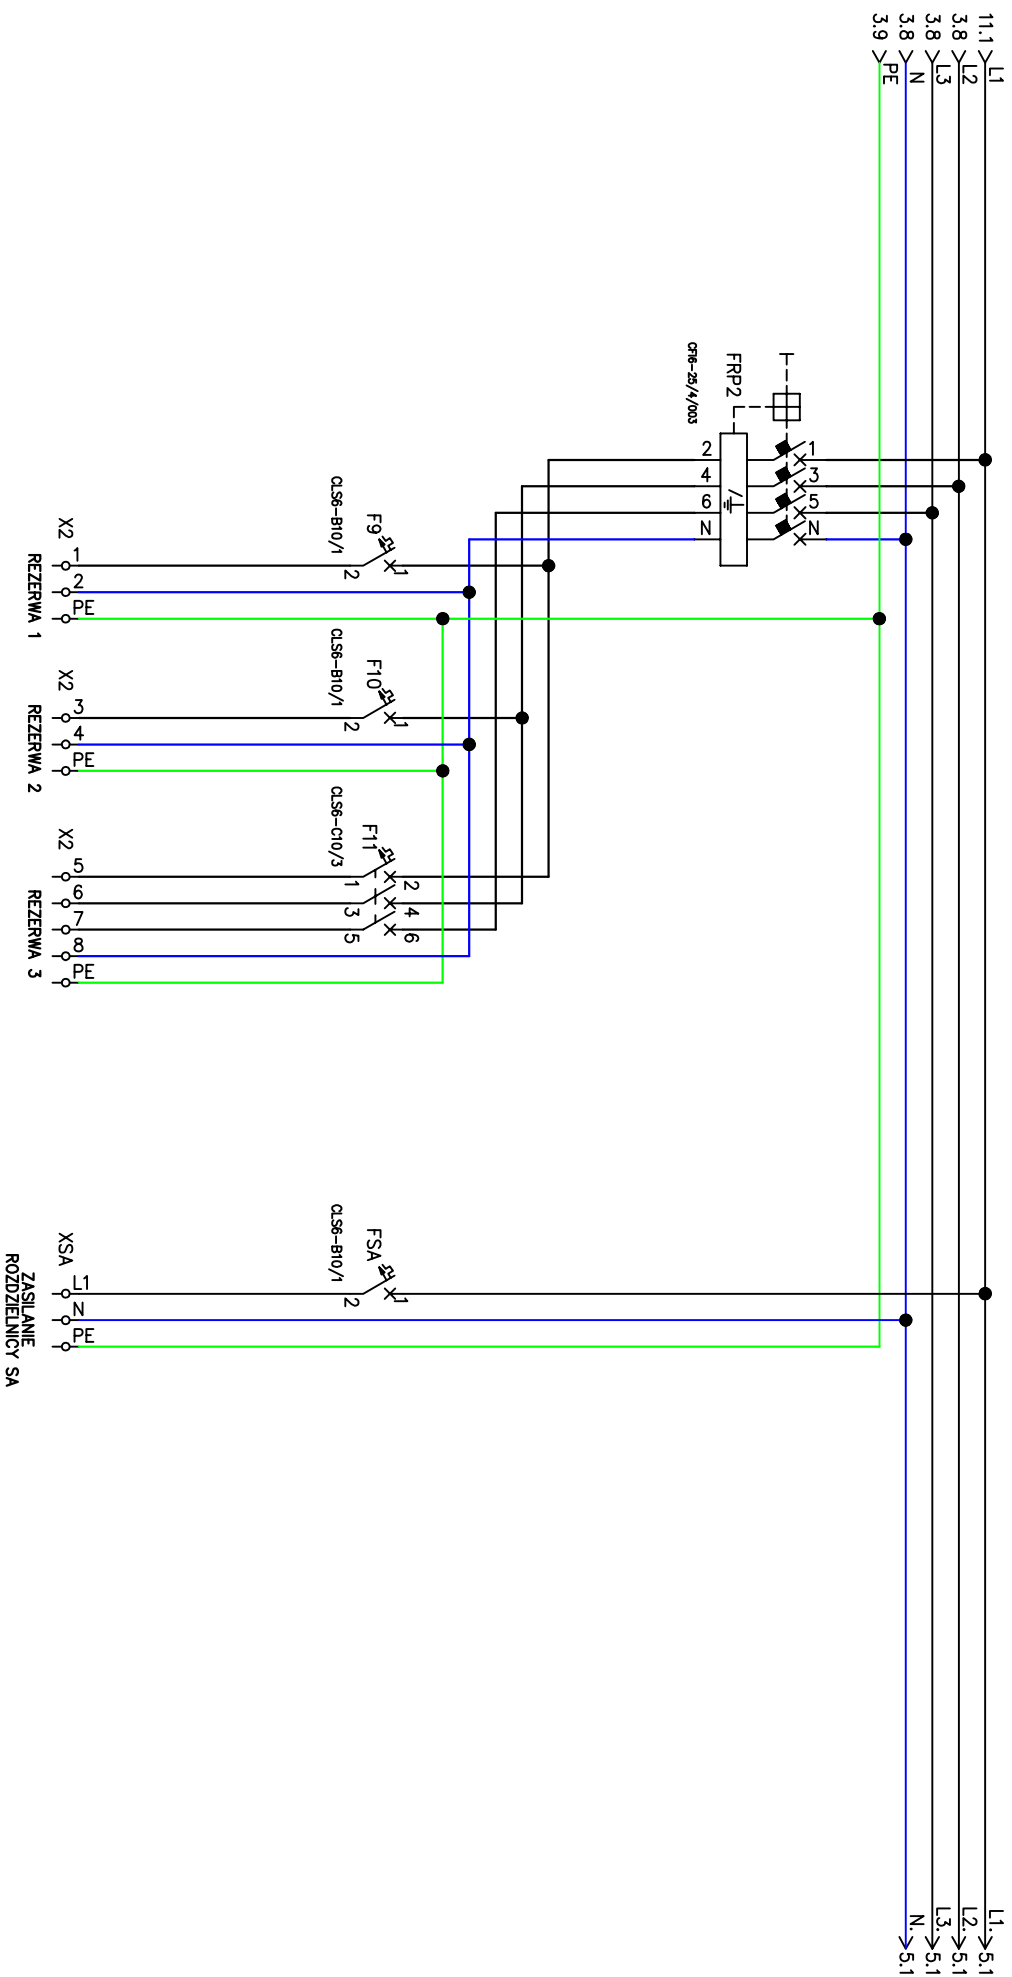 11.1 L1
3.8 L2
3.8 L3
3.8 N
3.9 PE
L1. 5.1
L2. 5.1
L3. 5.1
N. 5.1
FRP2
CFI6-25/4/003
1 3 5 N
2 4 6 N
F9
CLS6-B10/1
1
2
F10
CLS6-B10/1
1
2
F11
CLS6-C10/3
2 4 6
1 3 5
FSA
CLS6-B10/1
1
2
X2
1 2 PE
REZERWA 1
X2
3 4 PE
REZERWA 2
X2
5 6 7 8 PE
REZERWA 3
XSA
L1 N PE
ZASILANIE
ROZDZIELNICY SA